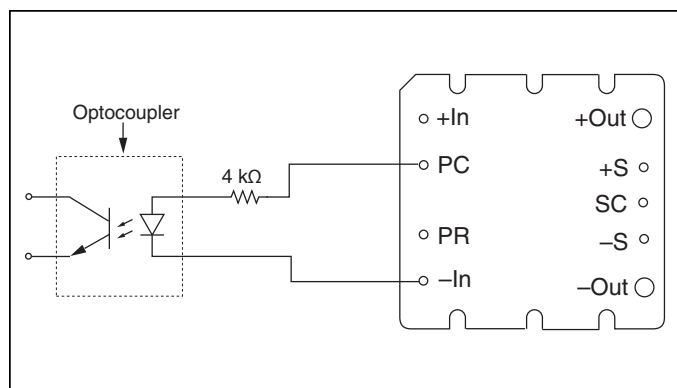 Optocoupler
4 kΩ
+In
PC
PR
–In
+Out
+S
SC
–S
–Out